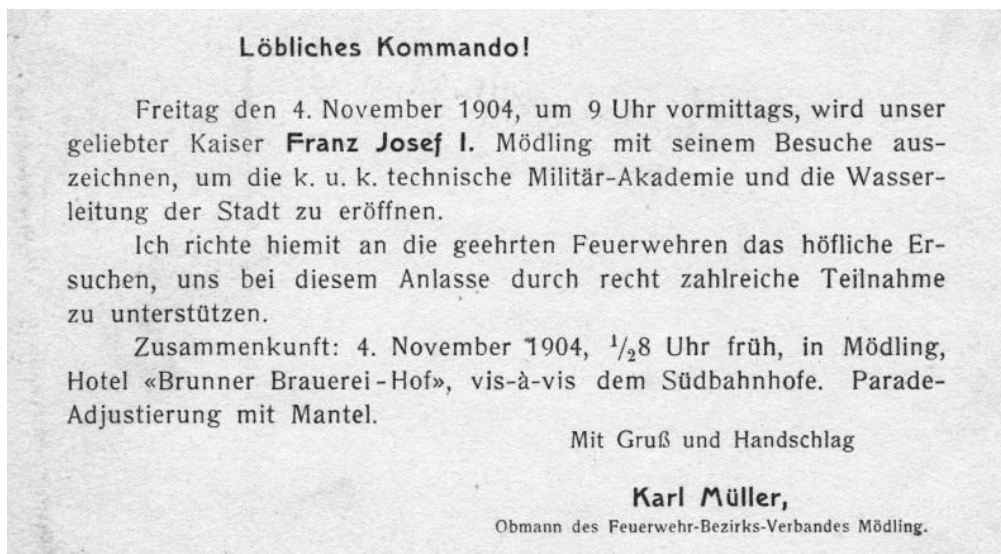 Löbliches Kommando!
Freitag den 4. November 1904, um 9 Uhr vormittags, wird unser
geliebter Kaiser Franz Josef I. Mödling mit seinem Besuche aus-
zeichnen, um die k. u. k. technische Militär-Akademie und die Wasser-
leitung der Stadt zu eröffnen.
Ich richte hiemit an die geehrten Feuerwehren das höfliche Er-
suchen, uns bei diesem Anlasse durch recht zahlreiche Teilnahme
zu unterstützen.
Zusammenkunft: 4. November 1904, ½8 Uhr früh, in Mödling,
Hotel «Brunner Brauerei-Hof», vis-à-vis dem Südbahnhofe. Parade-
Adjustierung mit Mantel.
Mit Gruß und Handschlag
Karl Müller,
Obmann des Feuerwehr-Bezirks-Verbandes Mödling.